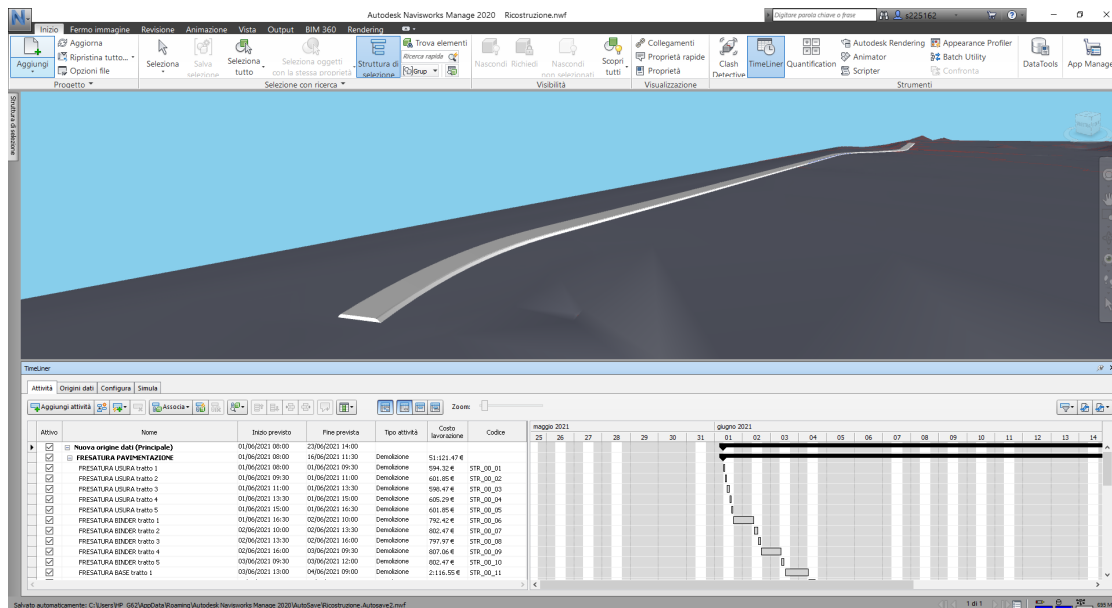 Autodesk Navisworks Manage 2020 Ricostruzione.nwf
Digitare parola chiave o frase
s225162
Inizio Fermo immagine Revisione Animazione Vista Output BIM 360 Rendering
Aggiungi
Aggiorna
Ripristina tutto...
Opzioni file
Progetto
Seleziona
Salva selezione
Seleziona tutto
Seleziona oggetti con la stessa proprietà
Struttura di selezione
Trova elementi
Ricerca rapida
Grup
Selezione con ricerca
Nascondi Richiedi
Nascondi non selezionati
Scopri tutti
Visibilità
Collegamenti
Proprietà rapide
Proprietà
Visualizzazione
Clash Detective
TimeLiner
Quantification
Autodesk Rendering
Animator
Scripter
Appearance Profiler
Batch Utility
Confronta
Strumenti
DataTools
App Manage
Struttura di selezione
TimeLiner
Attività Origini dati Configura Simula
Aggiungi attività Associa Zoom:
Attivo Nome Inizio previsto Fine prevista Tipo attività Costo lavorazione Codice
maggio 2021 giugno 2021
25 26 27 28 29 30 31 01 02 03 04 05 06 07 08 09 10 11 12 13 14
Nuova origine dati (Principale) 01/06/2021 08:00 23/06/2021 14:00
FRESATURA PAVIMENTAZIONE 01/06/2021 08:00 16/06/2021 11:30 Demolizione 51:121.47 €
FRESATURA USURA tratto 1 01/06/2021 08:00 01/06/2021 09:30 Demolizione 594.32 € STR_00_01
FRESATURA USURA tratto 2 01/06/2021 09:30 01/06/2021 11:00 Demolizione 601.85 € STR_00_02
FRESATURA USURA tratto 3 01/06/2021 11:00 01/06/2021 13:30 Demolizione 598.47 € STR_00_03
FRESATURA USURA tratto 4 01/06/2021 13:30 01/06/2021 15:00 Demolizione 605.29 € STR_00_04
FRESATURA USURA tratto 5 01/06/2021 15:00 01/06/2021 16:30 Demolizione 601.85 € STR_00_05
FRESATURA BINDER tratto 1 01/06/2021 16:30 02/06/2021 10:00 Demolizione 792.42 € STR_00_06
FRESATURA BINDER tratto 2 02/06/2021 10:00 02/06/2021 13:30 Demolizione 802.47 € STR_00_07
FRESATURA BINDER tratto 3 02/06/2021 13:30 02/06/2021 16:00 Demolizione 797.97 € STR_00_08
FRESATURA BINDER tratto 4 02/06/2021 16:00 03/06/2021 09:30 Demolizione 807.06 € STR_00_09
FRESATURA BINDER tratto 5 03/06/2021 09:30 03/06/2021 12:00 Demolizione 802.47 € STR_00_10
FRESATURA BASE tratto 1 03/06/2021 13:00 04/06/2021 09:00 Demolizione 2:116.55 € STR_00_11
Salvato automaticamente: C:\Users\HP_G62\AppData\Roaming\Autodesk Navisworks Manage 2020\AutoSave\Ricostruzione.Autosave2.nwf
1 di 1